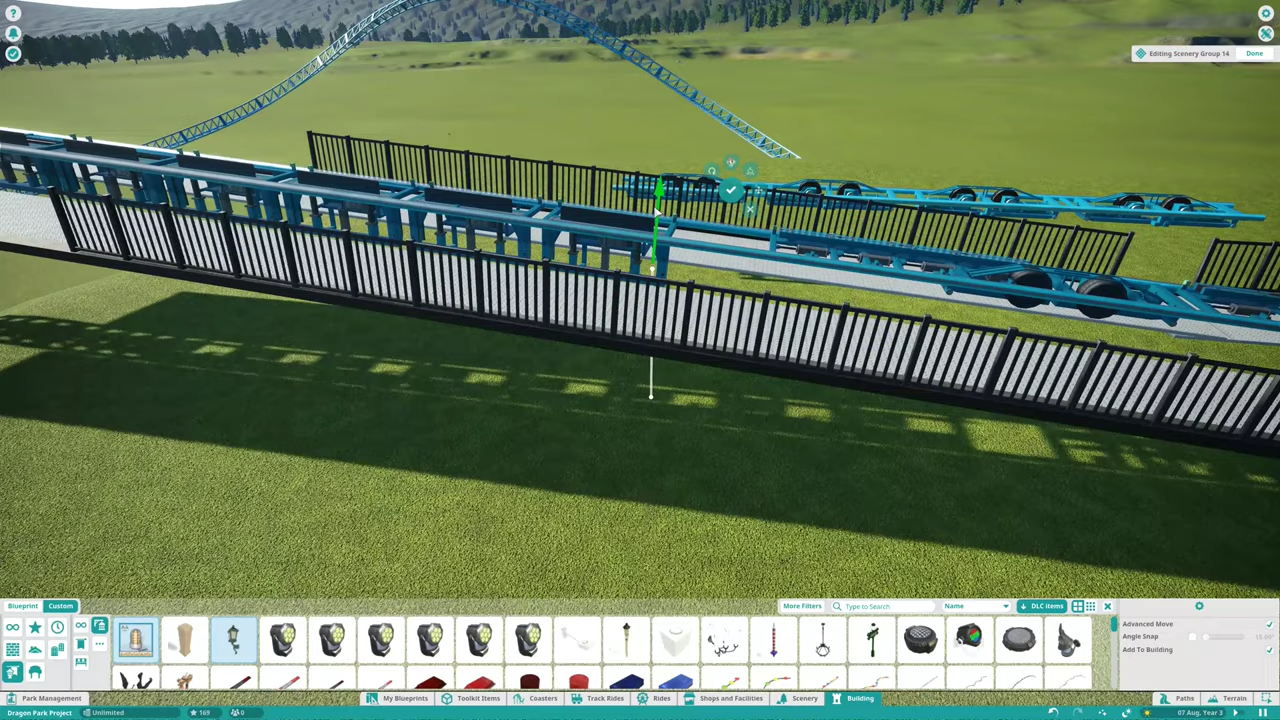 Editing Scenery Group 14 Done
Blueprint Custom
More Filters Type to Search Name DLC items
Advanced Move
Angle Snap
Add To Building
Park Management My Blueprints Toolkit Items Coasters Track Rides Rides Shops and Facilities Scenery Building Paths Terrain
Dragon Park Project Unlimited 169 0 07 Aug, Year 3